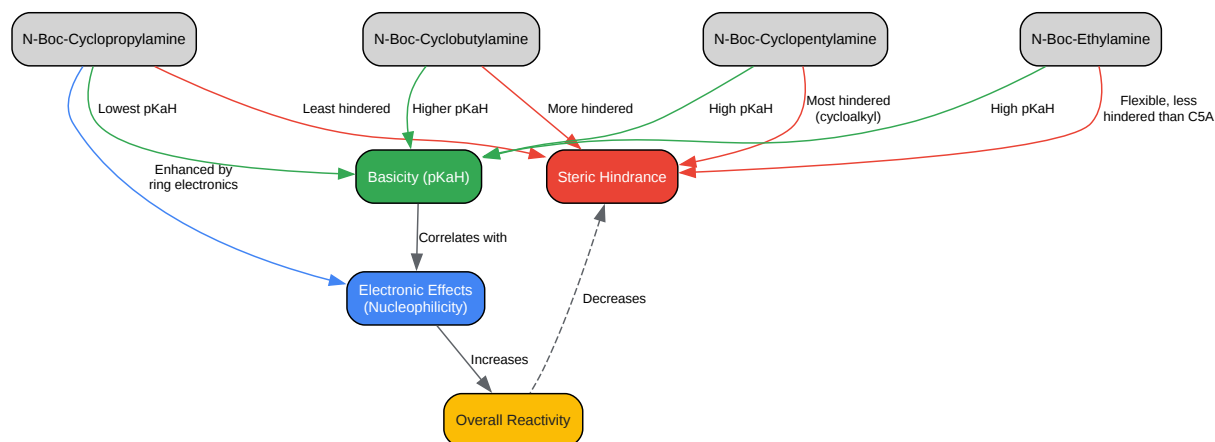 N-Boc-Cyclopropylamine
N-Boc-Cyclobutylamine
N-Boc-Cyclopentylamine
N-Boc-Ethylamine
Lowest pKaH
Least hindered
Higher pKaH
More hindered
High pKaH
Most hindered
(cycloalkyl)
High pKaH
Flexible, less
hindered than C5A
Enhanced by
ring electronics
Basicity (pKaH)
Steric Hindrance
Correlates with
Electronic Effects
(Nucleophilicity)
Decreases
Increases
Overall Reactivity